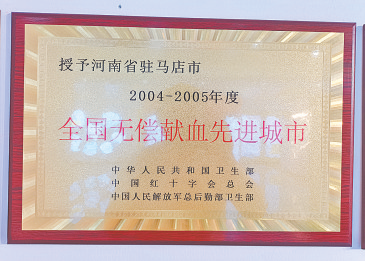 授予河南省驻马店市
2004-2005年度
全国无偿献血先进城市
中华人民共和国卫生部
中国红十字会总会
中国人民解放军总后勤部卫生部